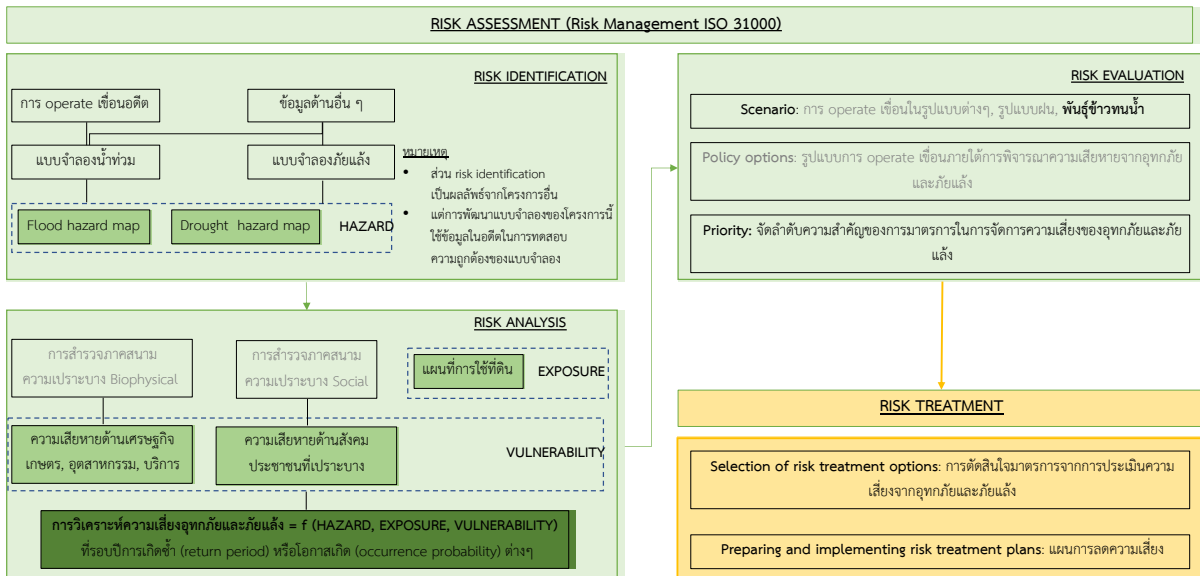 RISK ASSESSMENT (Risk Management ISO 31000)
RISK IDENTIFICATION
การ operate เขื่อนอดีต
ข้อมูลด้านอื่น ๆ
แบบจำลองน้ำท่วม
แบบจำลองภัยแล้ง
Flood hazard map
Drought hazard map
HAZARD
หมายเหตุ
• ส่วน risk identification
เป็นผลลัพธ์จากโครงการอื่น
• แต่การพัฒนาแบบจำลองของโครงการนี้
ใช้ข้อมูลในอดีตในการทดสอบ
ความถูกต้องของแบบจำลอง
RISK ANALYSIS
การสำรวจภาคสนาม
ความเปราะบาง Biophysical
การสำรวจภาคสนาม
ความเปราะบาง Social
แผนที่การใช้ที่ดิน
EXPOSURE
ความเสียหายด้านเศรษฐกิจ
เกษตร, อุตสาหกรรม, บริการ
ความเสียหายด้านสังคม
ประชาชนที่เปราะบาง
VULNERABILITY
การวิเคราะห์ความเสี่ยงอุทกภัยและภัยแล้ง = f (HAZARD, EXPOSURE, VULNERABILITY)
ที่รอบปีการเกิดซ้ำ (return period) หรือโอกาสเกิด (occurrence probability) ต่างๆ
RISK EVALUATION
Scenario: การ operate เขื่อนในรูปแบบต่างๆ, รูปแบบฝน, พันธุ์ข้าวทนน้ำ
Policy options: รูปแบบการ operate เขื่อนภายใต้การพิจารณาความเสียหายจากอุทกภัย
และภัยแล้ง
Priority: จัดลำดับความสำคัญของการมาตรการในการจัดการความเสี่ยงของอุทกภัยและภัย
แล้ง
RISK TREATMENT
Selection of risk treatment options: การตัดสินใจมาตรการจากการประเมินความ
เสี่ยงจากอุทกภัยและภัยแล้ง
Preparing and implementing risk treatment plans: แผนการลดความเสี่ยง